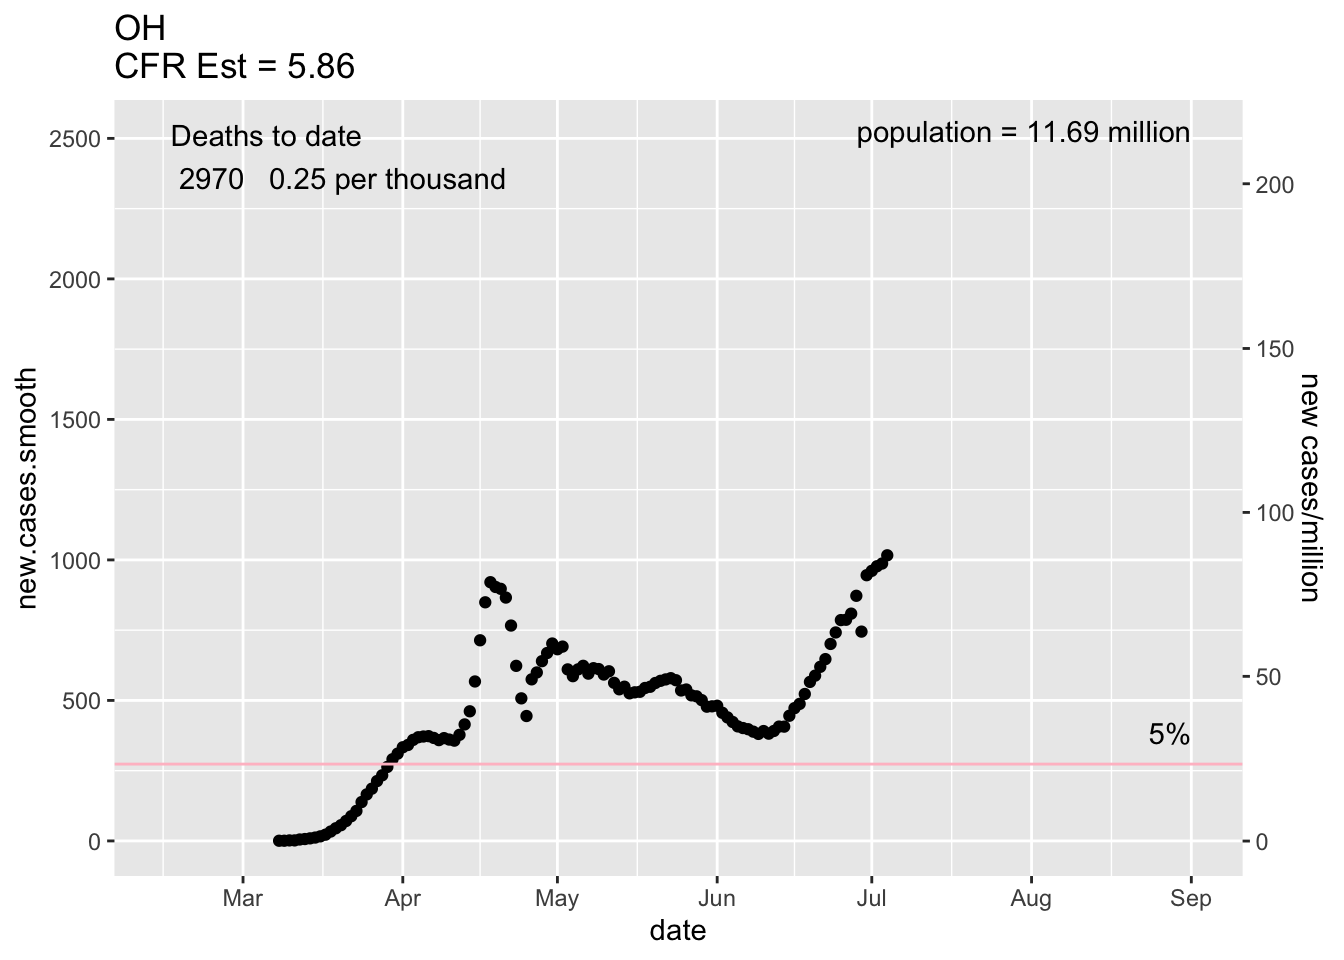 OH
CFR Est = 5.86
Deaths to date
2970 0.25 per thousand
population = 11.69 million
2500
2000
1500
1000
500
0
new.cases.smooth
200
150
100
50
0
new cases/million
5%
Mar Apr May Jun Jul Aug Sep
date